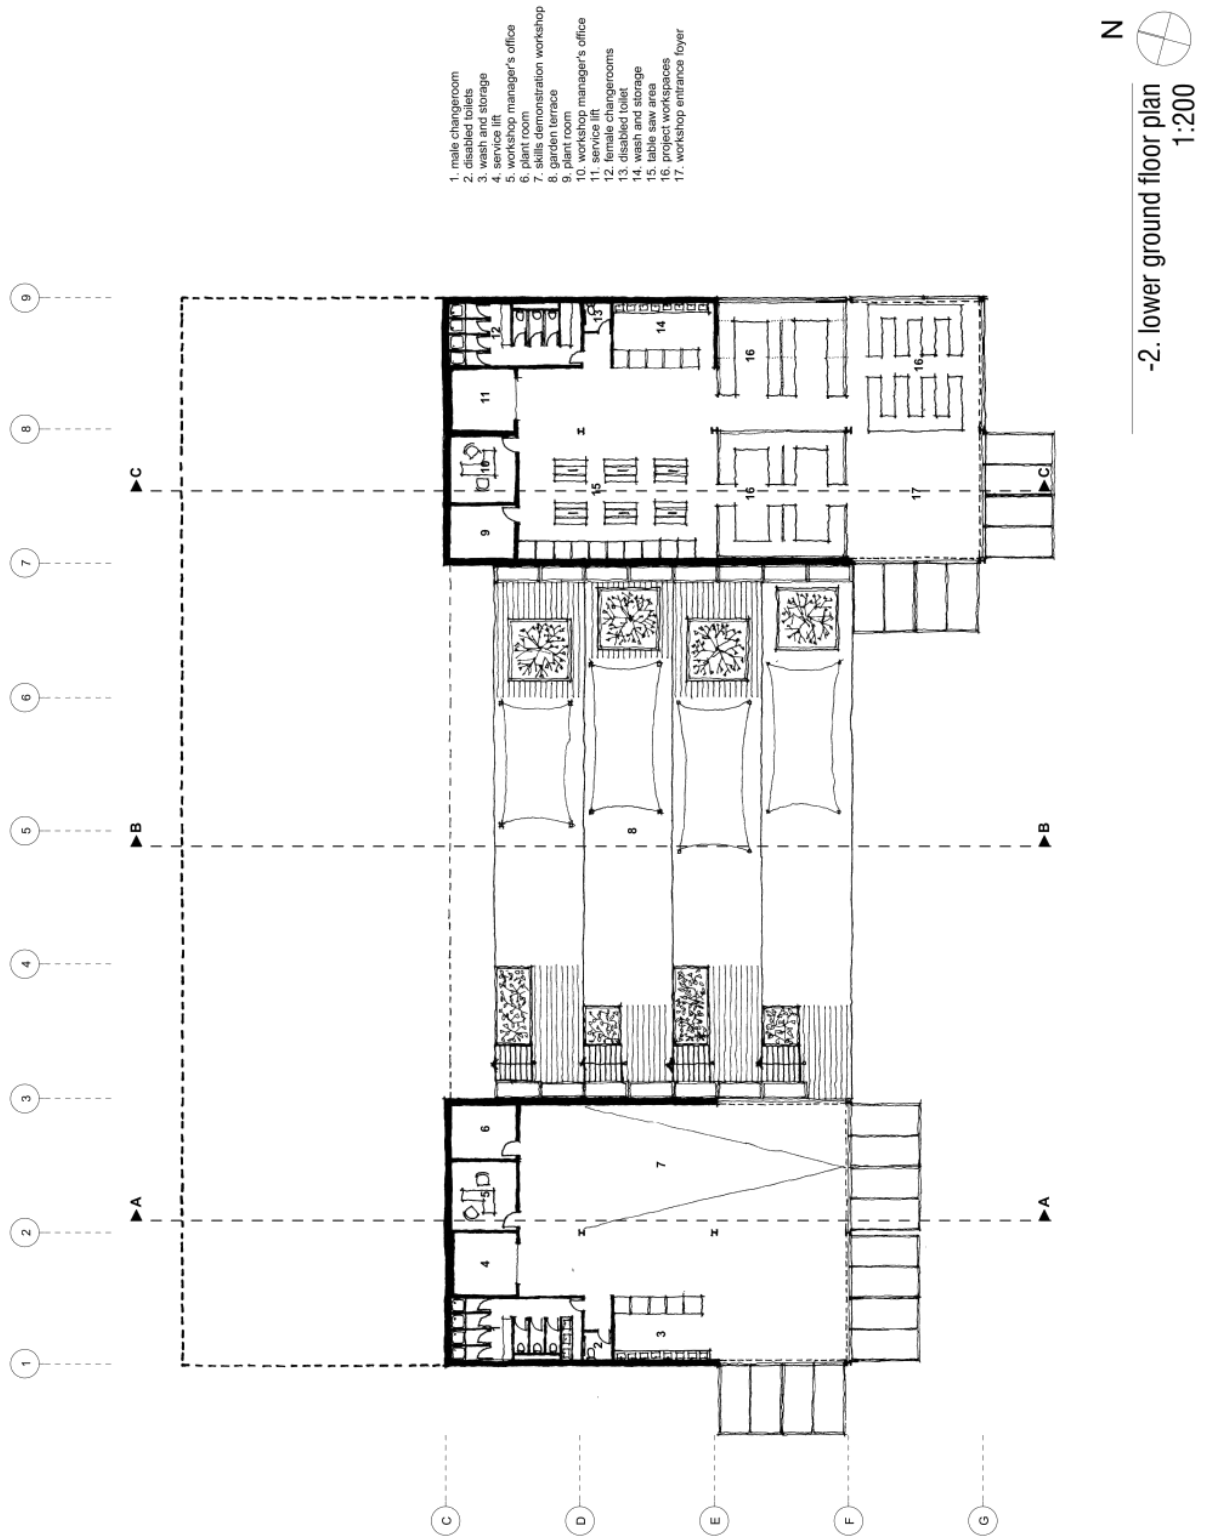 1. male changeroom
2. disabled toilets
3. wash and storage
4. service lift
5. workshop manager's office
6. plant room
7. skills demonstration workshop
8. garden terrace
9. plant room
10. workshop manager's office
11. service lift
12. female changerooms
13. disabled toilet
14. wash and storage
15. table saw area
16. project workspaces
17. workshop entrance foyer
N
-2. lower ground floor plan
1:200
1
2
3
4
5
6
7
8
9
C
D
E
F
G
A
A
B
B
C
C
1
2
3
4
5
6
7
8
9
10
11
12
13
14
15
16
16
16
17